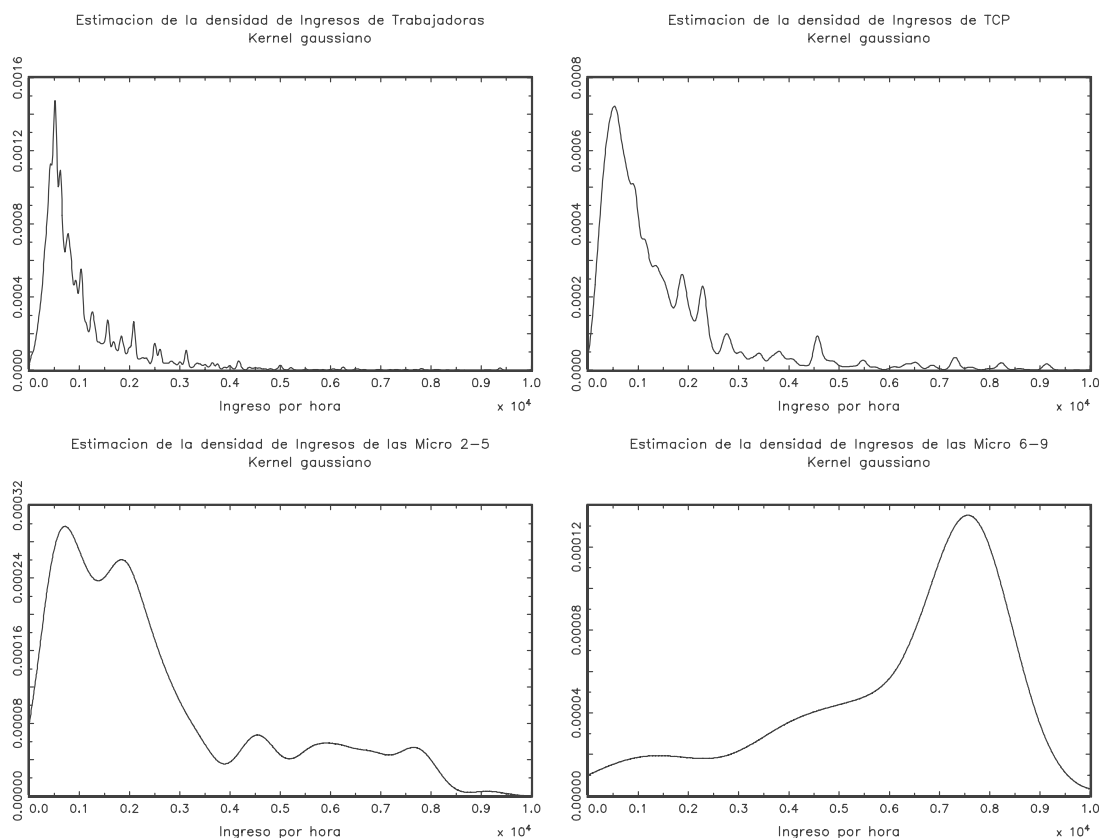 Estimacion de la densidad de Ingresos de Trabajadoras
Kernel gaussiano
0.0016
0.0012
0.0008
0.0004
0.0000
0.0 0.1 0.2 0.3 0.4 0.5 0.6 0.7 0.8 0.9 1.0
Ingreso por hora
x 10⁴
Estimacion de la densidad de Ingresos de TCP
Kernel gaussiano
0.0008
0.0006
0.0004
0.0002
0.0000
0.0 0.1 0.2 0.3 0.4 0.5 0.6 0.7 0.8 0.9 1.0
Ingreso por hora
x 10⁴
Estimacion de la densidad de Ingresos de las Micro 2-5
Kernel gaussiano
0.00032
0.00024
0.00016
0.00008
0.00000
0.0 0.1 0.2 0.3 0.4 0.5 0.6 0.7 0.8 0.9 1.0
Ingreso por hora
x 10⁴
Estimacion de la densidad de Ingresos de las Micro 6-9
Kernel gaussiano
0.00012
0.00008
0.00004
0.00000
0.0 0.1 0.2 0.3 0.4 0.5 0.6 0.7 0.8 0.9 1.0
Ingreso por hora
x 10⁴